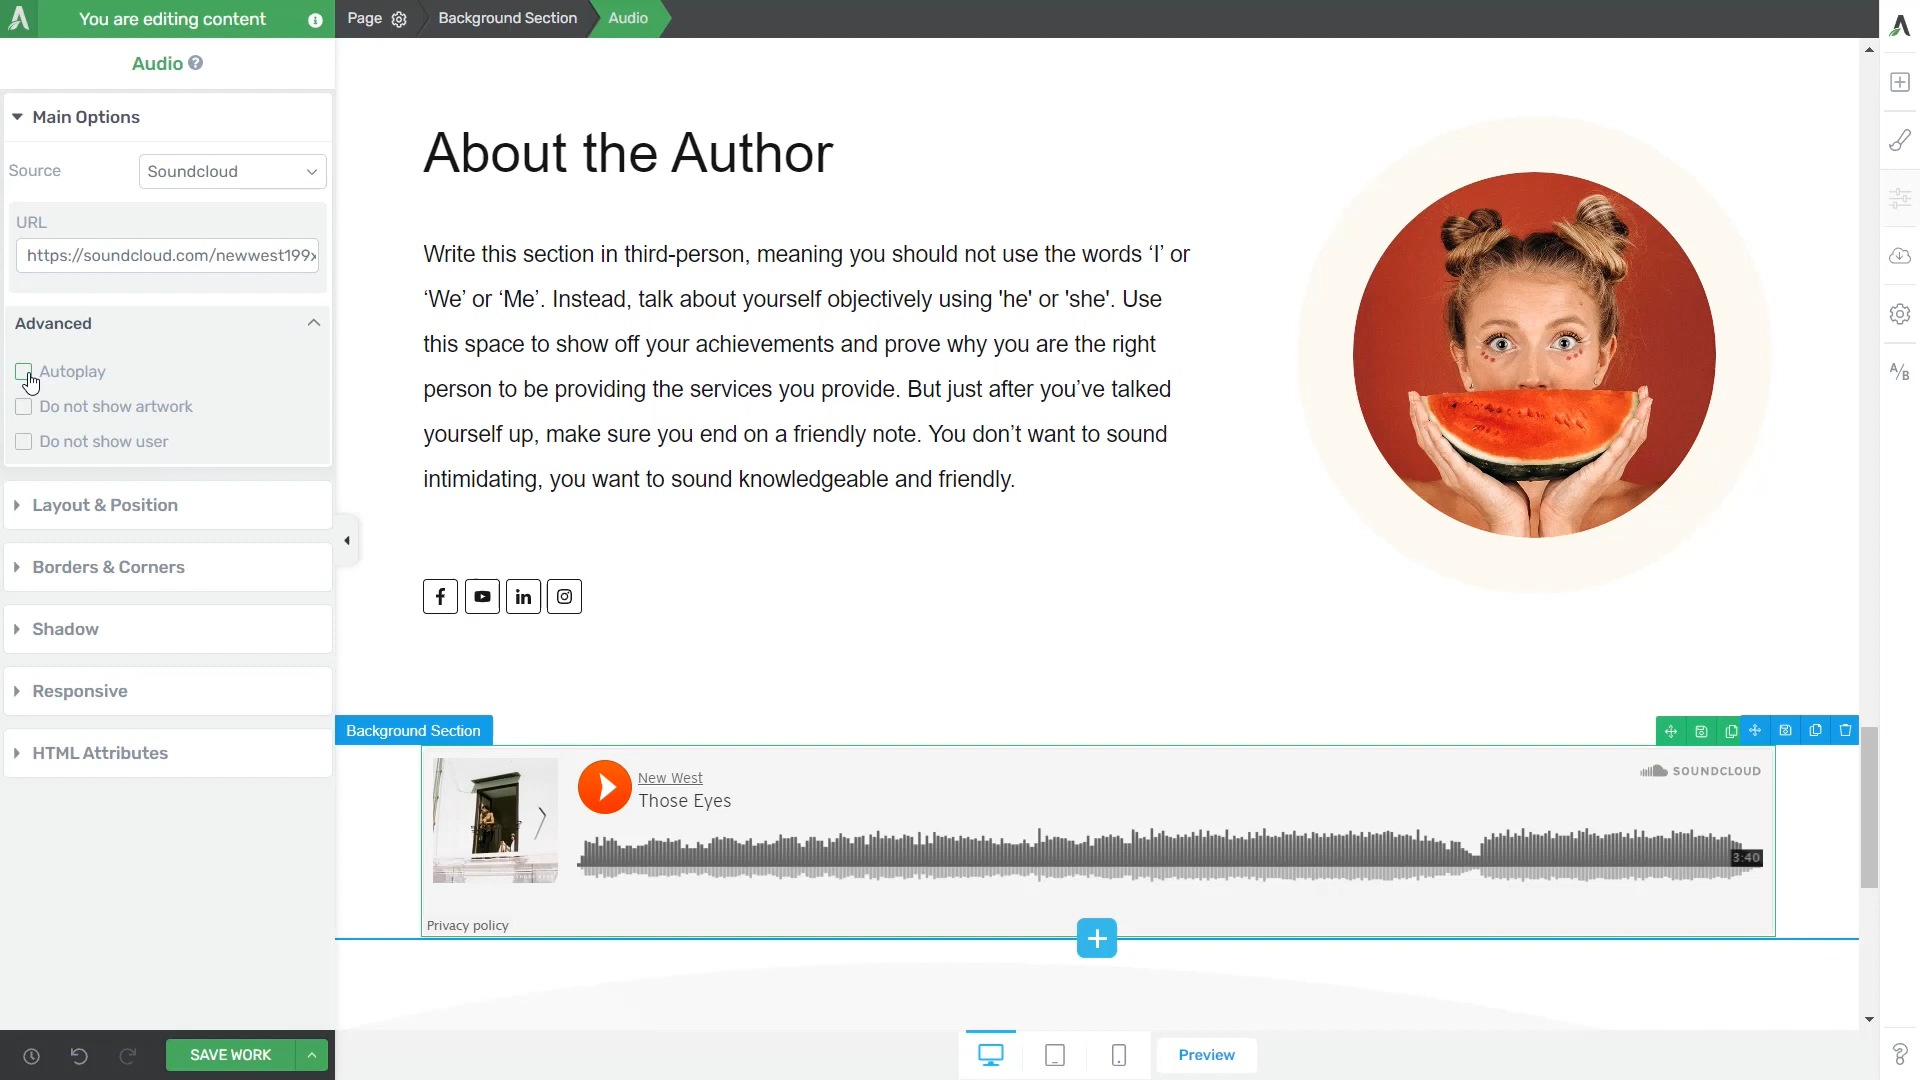 You are editing content
Page
Background Section
Audio
Audio
Main Options
Source
Soundcloud
URL
https://soundcloud.com/newwest199x
Advanced
Autoplay
Do not show artwork
Do not show user
Layout & Position
Borders & Corners
Shadow
Responsive
HTML Attributes
SAVE WORK
About the Author
Write this section in third-person, meaning you should not use the words ‘I’ or
‘We’ or ‘Me’. Instead, talk about yourself objectively using 'he' or 'she'. Use
this space to show off your achievements and prove why you are the right
person to be providing the services you provide. But just after you’ve talked
yourself up, make sure you end on a friendly note. You don’t want to sound
intimidating, you want to sound knowledgeable and friendly.
Background Section
New West
Those Eyes
SOUNDCLOUD
3:40
Privacy policy
Preview
A/B